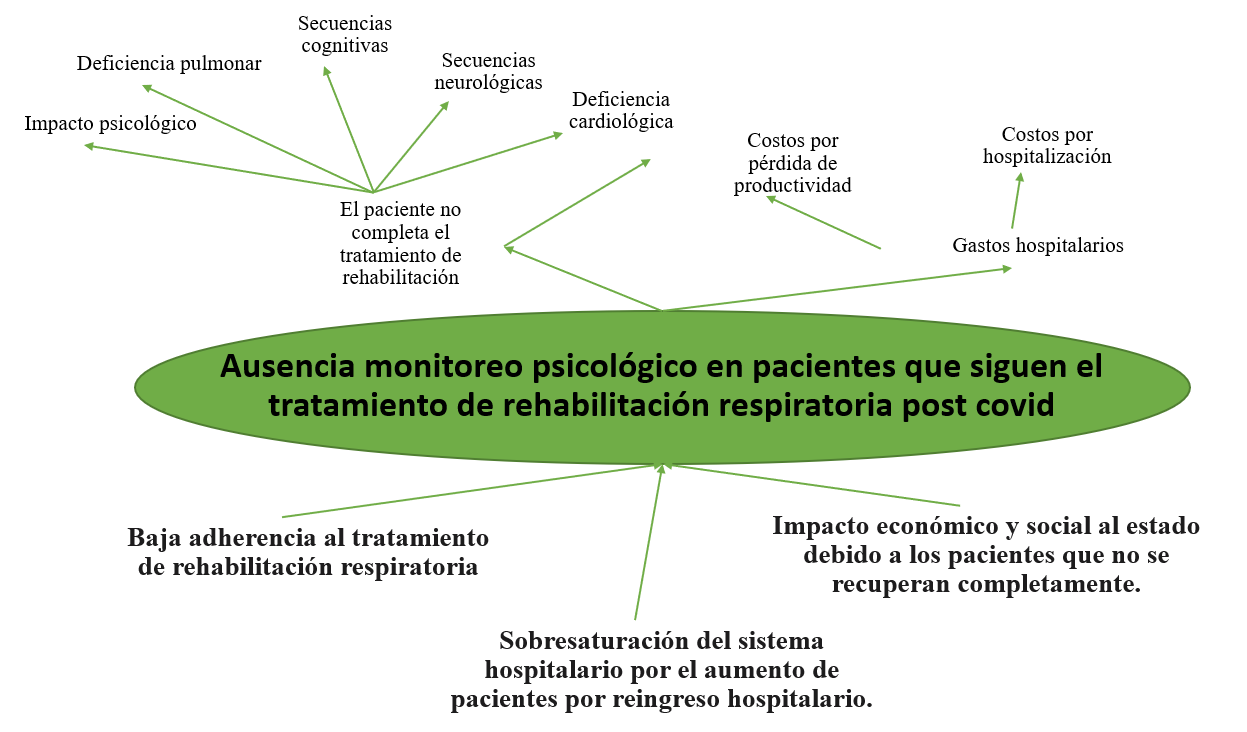 Secuencias
cognitivas
Deficiencia pulmonar
Secuencias
neurológicas
Impacto psicológico
Deficiencia
cardiológica
Costos por
pérdida de
productividad
Costos por
hospitalización
El paciente no
completa el
tratamiento de
rehabilitación
Gastos hospitalarios
Ausencia monitoreo psicológico en pacientes que siguen el
tratamiento de rehabilitación respiratoria post covid
Baja adherencia al tratamiento
de rehabilitación respiratoria
Impacto económico y social al estado
debido a los pacientes que no se
recuperan completamente.
Sobresaturación del sistema
hospitalario por el aumento de
pacientes por reingreso hospitalario.